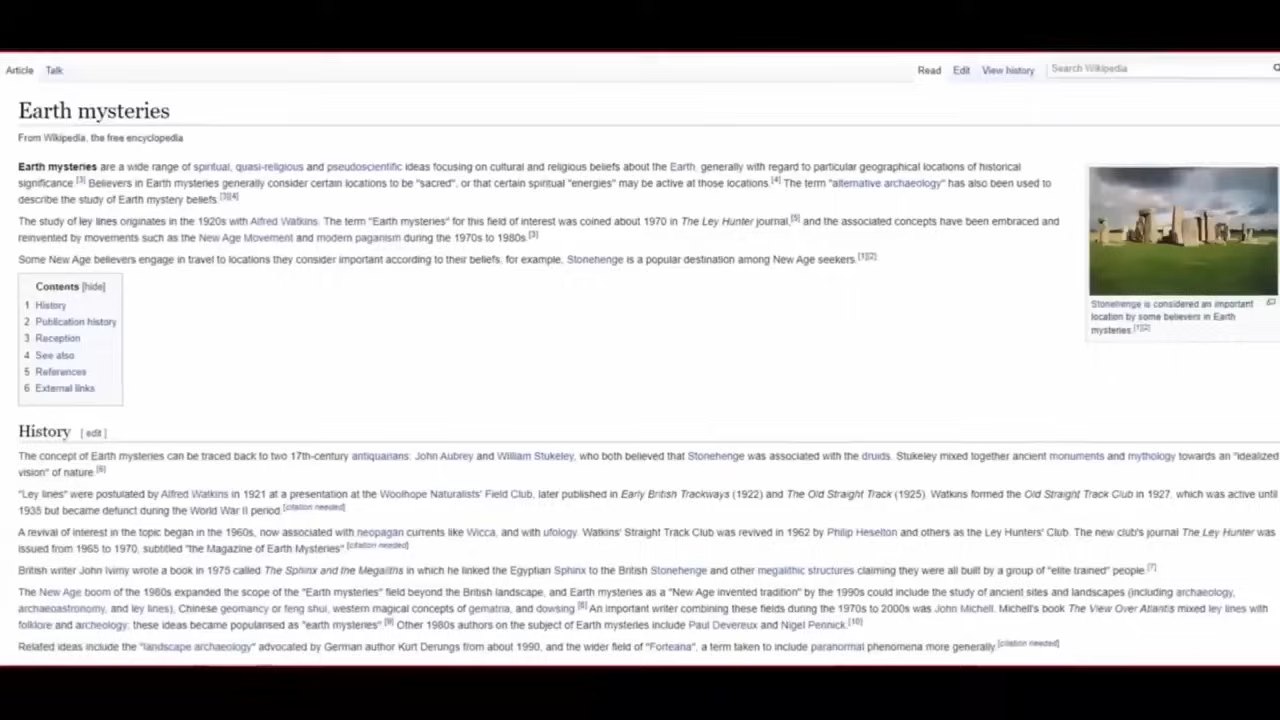 Article Talk Read Edit View history Search Wikipedia
Earth mysteries
From Wikipedia, the free encyclopedia
Earth mysteries are a wide range of spiritual, quasi-religious and pseudoscientific ideas focusing on cultural and religious beliefs about the Earth, generally with regard to particular geographical locations of historical
significance.[3] Believers in Earth mysteries generally consider certain locations to be "sacred", or that certain spiritual "energies" may be active at those locations.[4] The term "alternative archaeology" has also been used to
describe the study of Earth mystery beliefs.[3][4]
The study of ley lines originates in the 1920s with Alfred Watkins. The term "Earth mysteries" for this field of interest was coined about 1970 in The Ley Hunter journal,[5] and the associated concepts have been embraced and
reinvented by movements such as the New Age Movement and modern paganism during the 1970s to 1980s.[3]
Some New Age believers engage in travel to locations they consider important according to their beliefs, for example, Stonehenge is a popular destination among New Age seekers.[1][2]
Stonehenge is considered an important
location by some believers in Earth
mysteries.[1][2]
Contents [hide]
1 History
2 Publication history
3 Reception
4 See also
5 References
6 External links
History [ edit ]
The concept of Earth mysteries can be traced back to two 17th-century antiquarians: John Aubrey and William Stukeley, who both believed that Stonehenge was associated with the druids. Stukeley mixed together ancient monuments and mythology towards an "idealized
vision" of nature.[6]
"Ley lines" were postulated by Alfred Watkins in 1921 at a presentation at the Woolhope Naturalists' Field Club, later published in Early British Trackways (1922) and The Old Straight Track (1925). Watkins formed the Old Straight Track Club in 1927, which was active until
1935 but became defunct during the World War II period.[citation needed]
A revival of interest in the topic began in the 1960s, now associated with neopagan currents like Wicca, and with ufology. Watkins' Straight Track Club was revived in 1962 by Philip Heselton and others as the Ley Hunters' Club. The new club's journal The Ley Hunter was
issued from 1965 to 1970, subtitled "the Magazine of Earth Mysteries".[citation needed]
British writer John Ivimy wrote a book in 1975 called The Sphinx and the Megaliths in which he linked the Egyptian Sphinx to the British Stonehenge and other megalithic structures claiming they were all built by a group of "elite trained" people.[7]
The New Age boom of the 1980s expanded the scope of the "Earth mysteries" field beyond the British landscape, and Earth mysteries as a "New Age invented tradition" by the 1990s could include the study of ancient sites and landscapes (including archaeology,
archaeoastronomy, and ley lines), Chinese geomancy or feng shui, western magical concepts of gematria, and dowsing.[8] An important writer combining these fields during the 1970s to 2000s was John Michell. Michell's book The View Over Atlantis mixed ley lines with
folklore and archeology; these ideas became popularised as "earth mysteries".[9] Other 1980s authors on the subject of Earth mysteries include Paul Devereux and Nigel Pennick.[10]
Related ideas include the "landscape archaeology" advocated by German author Kurt Derungs from about 1990, and the wider field of "Forteana", a term taken to include paranormal phenomena more generally.[citation needed]